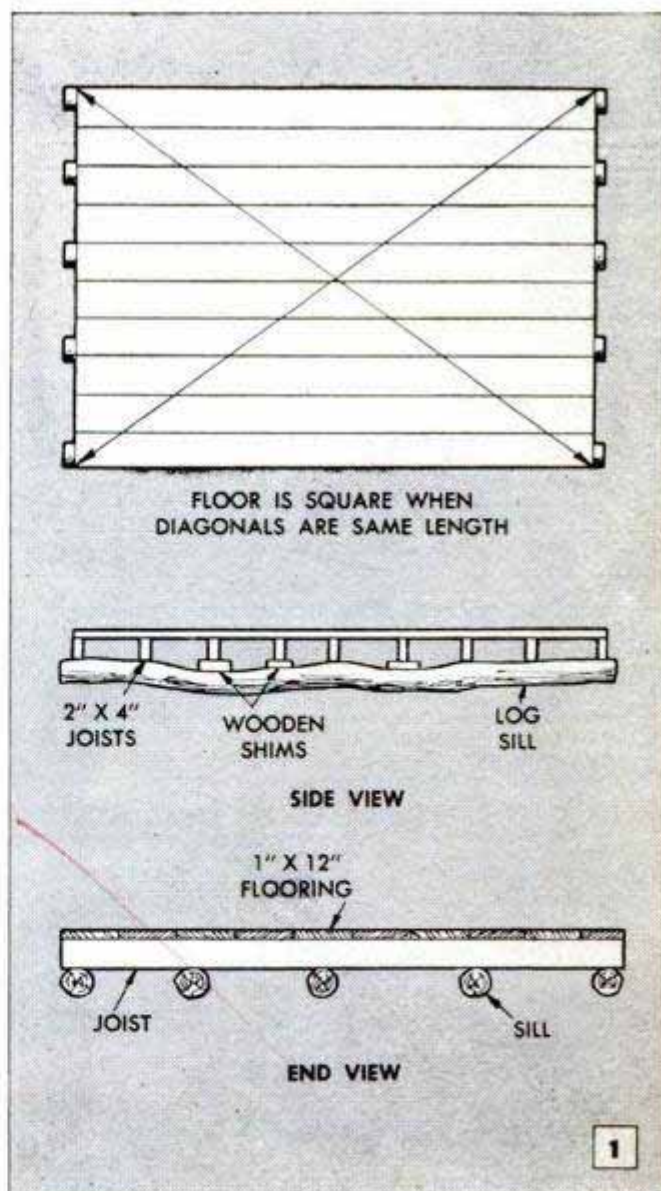 FLOOR IS SQUARE WHEN
DIAGONALS ARE SAME LENGTH
2" X 4"
JOISTS
WOODEN
SHIMS
LOG
SILL
SIDE VIEW
1" X 12"
FLOORING
JOIST
SILL
END VIEW
1